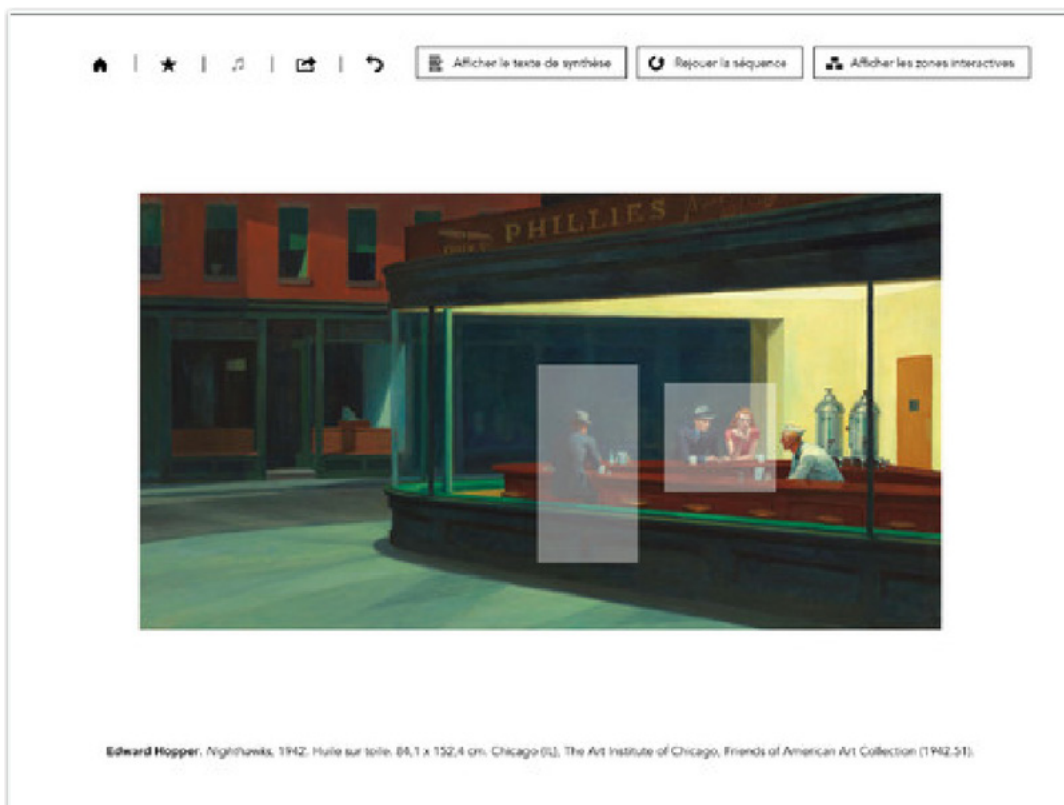 Afficher le texte de synthèse
Rejouer la séquence
Afficher les zones interactives
PHILLIES
Edward Hopper. Nighthawks, 1942. Huile sur toile. 84,1 x 152,4 cm. Chicago (IL), The Art Institute of Chicago, Friends of American Art Collection (1942.51).